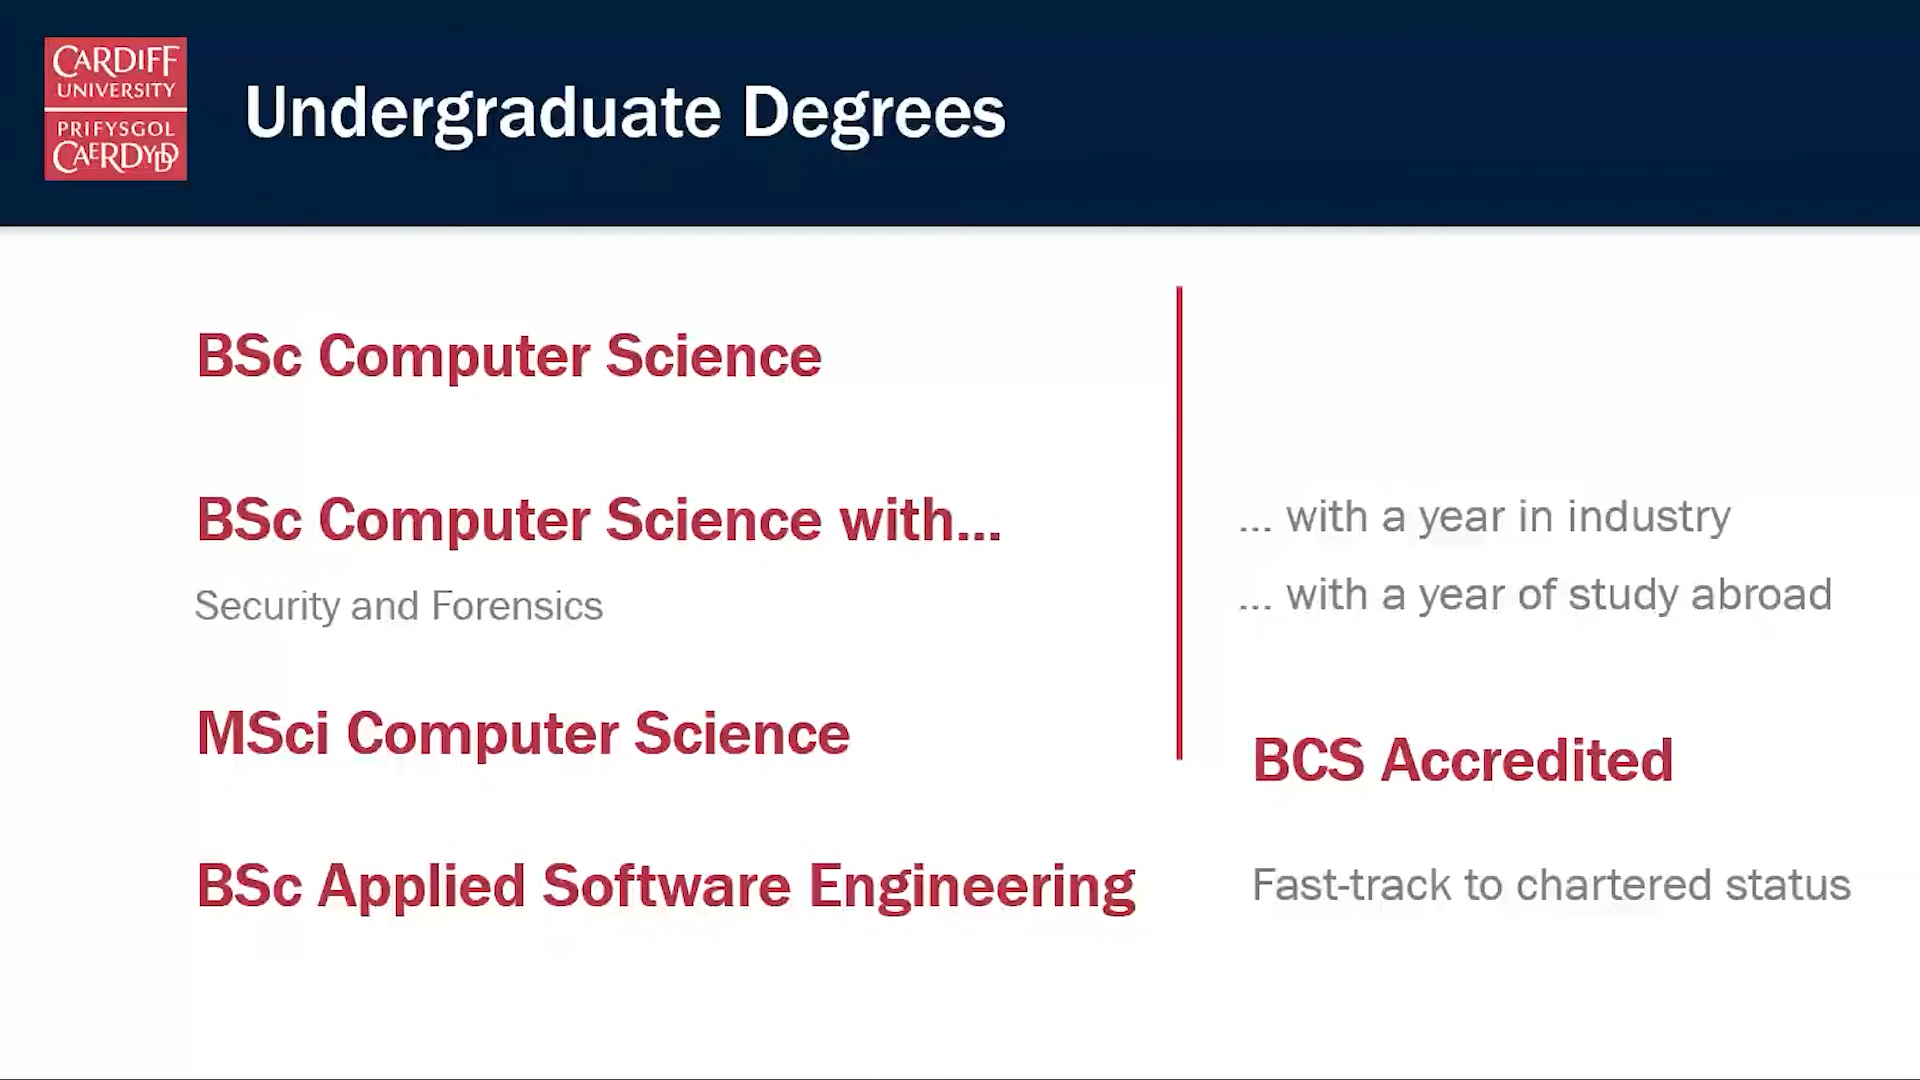 CARDIFF
UNIVERSITY
PRIFYSGOL
CAERDYDD
Undergraduate Degrees
BSc Computer Science
BSc Computer Science with...
Security and Forensics
MSci Computer Science
BSc Applied Software Engineering
... with a year in industry
... with a year of study abroad
BCS Accredited
Fast-track to chartered status